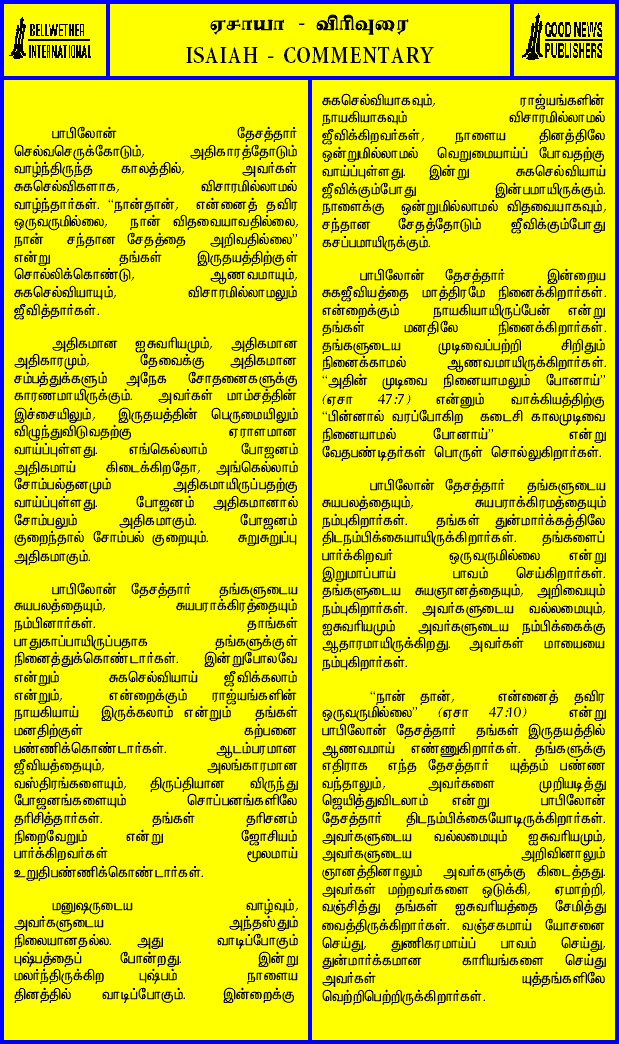 BELLWETHER
INTERNATIONAL
ஏசாயா - விரிவுரை
ISAIAH - COMMENTARY
GOOD NEWS
PUBLISHERS
பாபிலோன் தேசத்தார்
செல்வசெருக்கோடும், அதிகாரத்தோடும்
வாழ்ந்திருந்த காலத்தில், அவர்கள்
சுகசெல்விகளாக, விசாரமில்லாமல்
வாழ்ந்தார்கள். “நான்தான், என்னைத் தவிர
ஒருவருமில்லை, நான் விதவையாவதில்லை,
நான் சந்தான சேதத்தை அறிவதில்லை”
என்று தங்கள் இருதயத்திற்குள்
சொல்லிக்கொண்டு, ஆணவமாயும்,
சுகசெல்வியாயும், விசாரமில்லாமலும்
ஜீவித்தார்கள்.
அதிகமான ஐசுவரியமும், அதிகமான
அதிகாரமும், தேவைக்கு அதிகமான
சம்பத்துக்களும் அநேக சோதனைகளுக்கு
காரணமாயிருக்கும். அவர்கள் மாம்சத்தின்
இச்சையிலும், இருதயத்தின் பெருமையிலும்
விழுந்துவிடுவதற்கு ஏராளமான
வாய்ப்புள்ளது. எங்கெல்லாம் போஜனம்
அதிகமாய் கிடைக்கிறதோ, அங்கெல்லாம்
சோம்பல்தனமும் அதிகமாயிருப்பதற்கு
வாய்ப்புள்ளது. போஜனம் அதிகமானால்
சோம்பலும் அதிகமாகும். போஜனம்
குறைந்தால் சோம்பல் குறையும். சுறுசுறுப்பு
அதிகமாகும்.
பாபிலோன் தேசத்தார் தங்களுடைய
சுயபலத்தையும், சுயபராக்கிரத்தையும்
நம்பினார்கள். தாங்கள்
பாதுகாப்பாயிருப்பதாக தங்களுக்குள்
நினைத்துக்கொண்டார்கள். இன்றுபோலவே
என்றும் சுகசெல்வியாய் ஜீவிக்கலாம்
என்றும், என்றைக்கும் ராஜ்யங்களின்
நாயகியாய் இருக்கலாம் என்றும் தங்கள்
மனதிற்குள் கற்பனை
பண்ணிக்கொண்டார்கள். ஆடம்பரமான
ஜீவியத்தையும், அலங்காரமான
வஸ்திரங்களையும், திருப்தியான விருந்து
போஜனங்களையும் சொப்பனங்களிலே
தரிசித்தார்கள். தங்கள் தரிசனம்
நிறைவேறும் என்று ஜோசியம்
பார்கிறவர்கள் மூலமாய்
உறுதிபண்ணிக்கொண்டார்கள்.
மனுஷருடைய வாழ்வும்,
அவர்களுடைய அந்தஸ்தும்
நிலையானதல்ல. அது வாடிப்போகும்
புஷ்பத்தைப் போன்றது. இன்று
மலர்ந்திருக்கிற புஷ்பம் நாளைய
தினத்தில் வாடிப்போகும். இன்றைக்கு
சுகசெல்வியாகவும், ராஜ்யங்களின்
நாயகியாகவும் விசாரமில்லாமல்
ஜீவிக்கிறவர்கள், நாளைய தினத்திலே
ஒன்றுமில்லாமல் வெறுமையாய்ப் போவதற்கு
வாய்ப்புள்ளது. இன்று சுகசெல்வியாய்
ஜீவிக்கும்போது இன்பமாயிருக்கும்.
நாளைக்கு ஒன்றுமில்லாமல் விதவையாகவும்,
சந்தான சேதத்தோடும் ஜீவிக்கும்போது
கசப்பமாயிருக்கும்.
பாபிலோன் தேசத்தார் இன்றைய
சுகஜீவியத்தை மாத்திரமே நினைக்கிறார்கள்.
என்றைக்கும் நாயகியாயிருப்பேன் என்று
தங்கள் மனதிலே நினைக்கிறார்கள்.
தங்களுடைய முடிவைப்பற்றி சிறிதும்
நினைக்காமல் ஆணவமாயிருக்கிறார்கள்.
“அதின் முடிவை நினையாமலும் போனாய்”
(ஏசா 47:7) என்னும் வாக்கியத்திற்கு
“பின்னால் வரப்போகிற கடைசி காலமுடிவை
நினையாமல் போனாய்” என்று
வேதபண்டிதர்கள் பொருள் சொல்லுகிறார்கள்.
பாபிலோன் தேசத்தார் தங்களுடைய
சுயபலத்தையும், சுயபராக்கிரமத்தையும்
நம்புகிறார்கள். தங்கள் துன்மார்க்கத்திலே
திடநம்பிக்கையாயிருக்கிறார்கள். தங்களைப்
பார்க்கிறவர் ஒருவருமில்லை என்று
இறுமாப்பாய் பாவம் செய்கிறார்கள்.
தங்களுடைய சுயஞானத்தையும், அறிவையும்
நம்புகிறார்கள். அவர்களுடைய வல்லமையும்,
ஐசுவரியமும் அவர்களுடைய நம்பிக்கைக்கு
ஆதாரமாயிருக்கிறது. அவர்கள் மாயையை
நம்புகிறார்கள்.
“நான் தான், என்னைத் தவிர
ஒருவருமில்லை” (ஏசா 47:10) என்று
பாபிலோன் தேசத்தார் தங்கள் இருதயத்தில்
ஆணவமாய் எண்ணுகிறார்கள். தங்களுக்கு
எதிராக எந்த தேசத்தார் யுத்தம் பண்ண
வந்தாலும், அவர்களை முறியடித்து
ஜெயித்துவிடலாம் என்று பாபிலோன்
தேசத்தார் திடநம்பிக்கையோடிருக்கிறார்கள்.
அவர்களுடைய வல்லமையும் ஐசுவரியமும்,
அவர்களுடைய அறிவினாலும்
ஞானத்தினாலும் அவர்களுக்கு கிடைத்தது.
அவர்கள் மற்றவர்களை ஒடுக்கி, ஏமாற்றி,
வஞ்சித்து தங்கள் ஐசுவரியத்தை சேமித்து
வைத்திருக்கிறார்கள். வஞ்சகமாய் யோசனை
செய்து, துணிகரமாய்ப் பாவம் செய்து,
துன்மார்க்கமான காரியங்களை செய்து
அவர்கள் யுத்தங்களிலே
வெற்றிபெற்றிருக்கிறார்கள்.